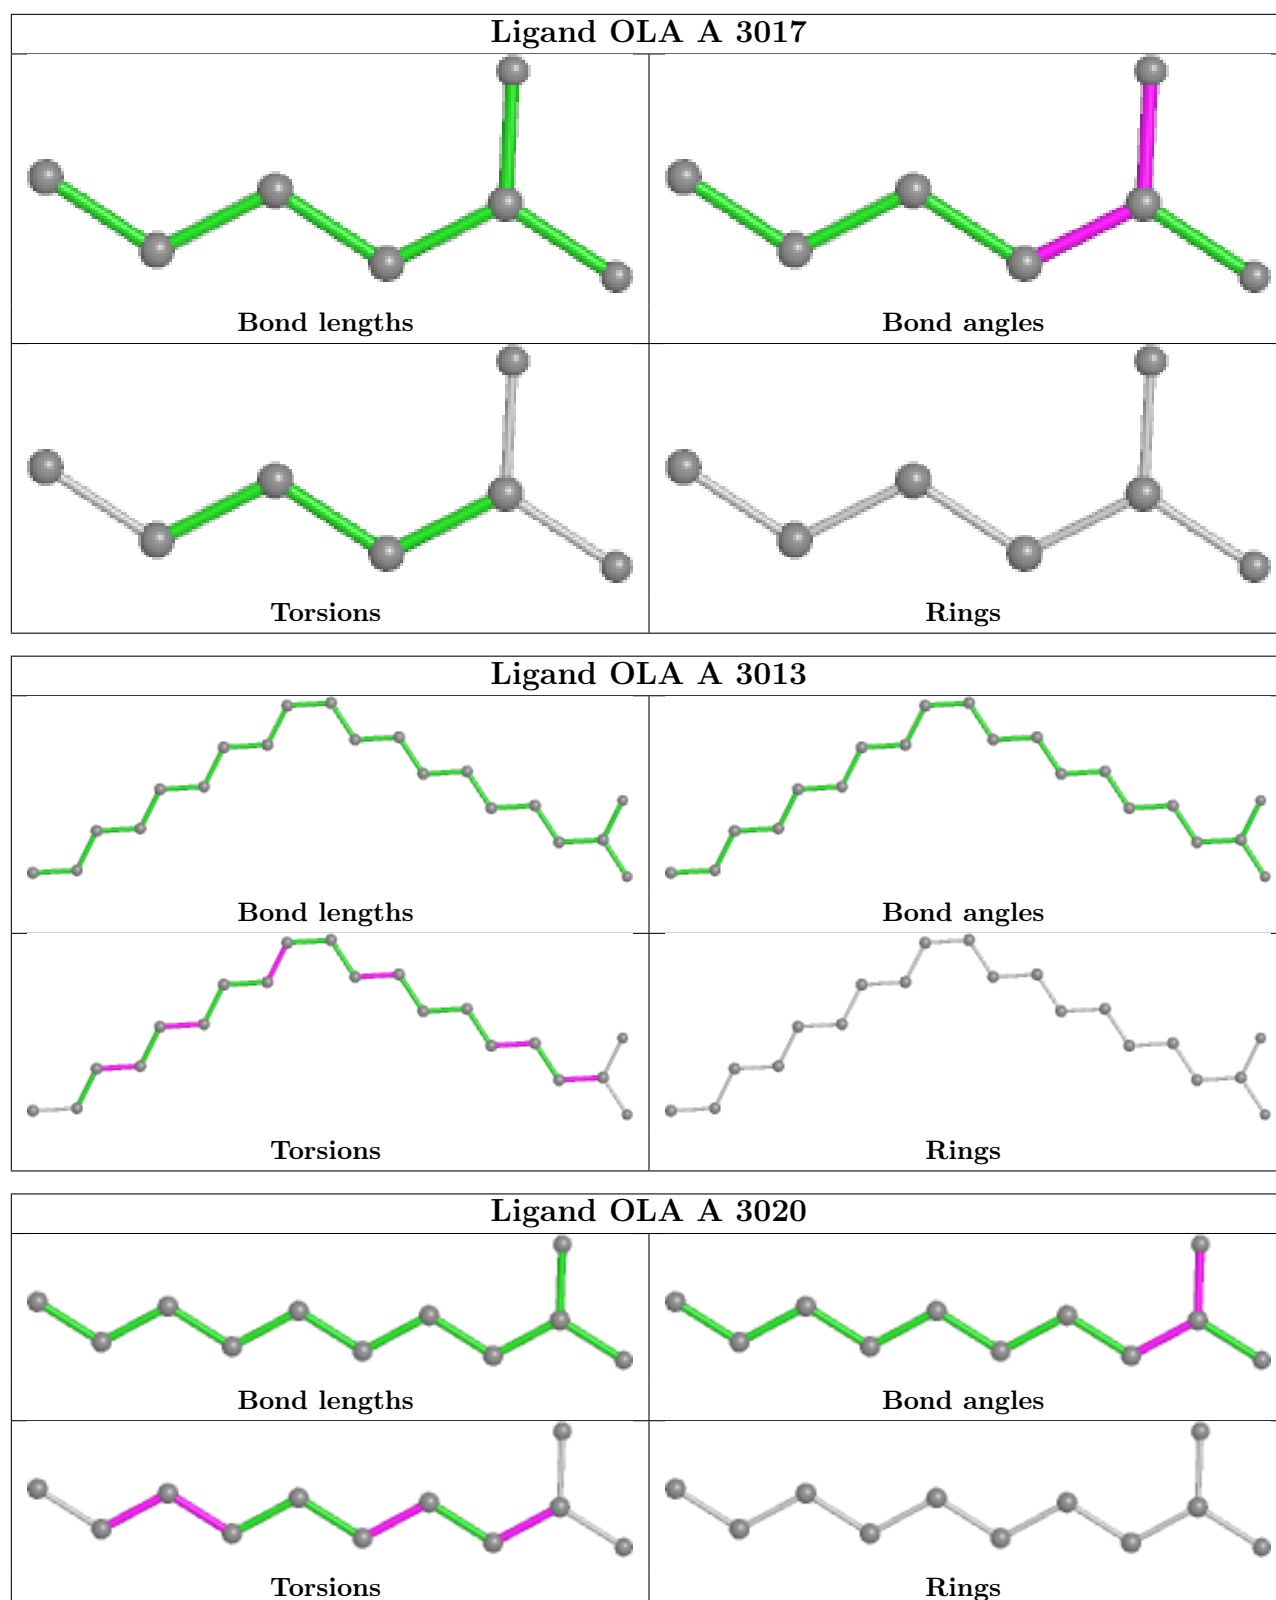 Ligand OLA A 3017
Bond lengths
Bond angles
Torsions
Rings
Ligand OLA A 3013
Bond lengths
Bond angles
Torsions
Rings
Ligand OLA A 3020
Bond lengths
Bond angles
Torsions
Rings